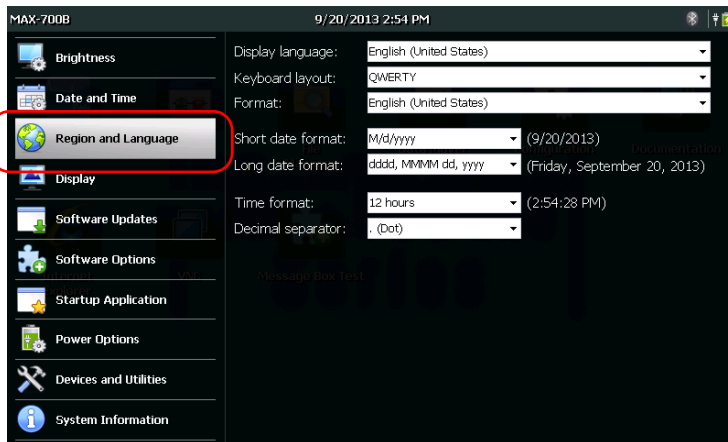 MAX-700B 9/20/2013 2:54 PM
Brightness
Date and Time
Region and Language
Display
Software Updates
Software Options
Startup Application
Power Options
Devices and Utilities
System Information
Display language: English (United States)
Keyboard layout: QWERTY
Format: English (United States)
Short date format: M/d/yyyy (9/20/2013)
Long date format: dddd, MMMM dd, yyyy (Friday, September 20, 2013)
Time format: 12 hours (2:54:28 PM)
Decimal separator: . (Dot)
Documentation
Internet Explorer
Message Box Test